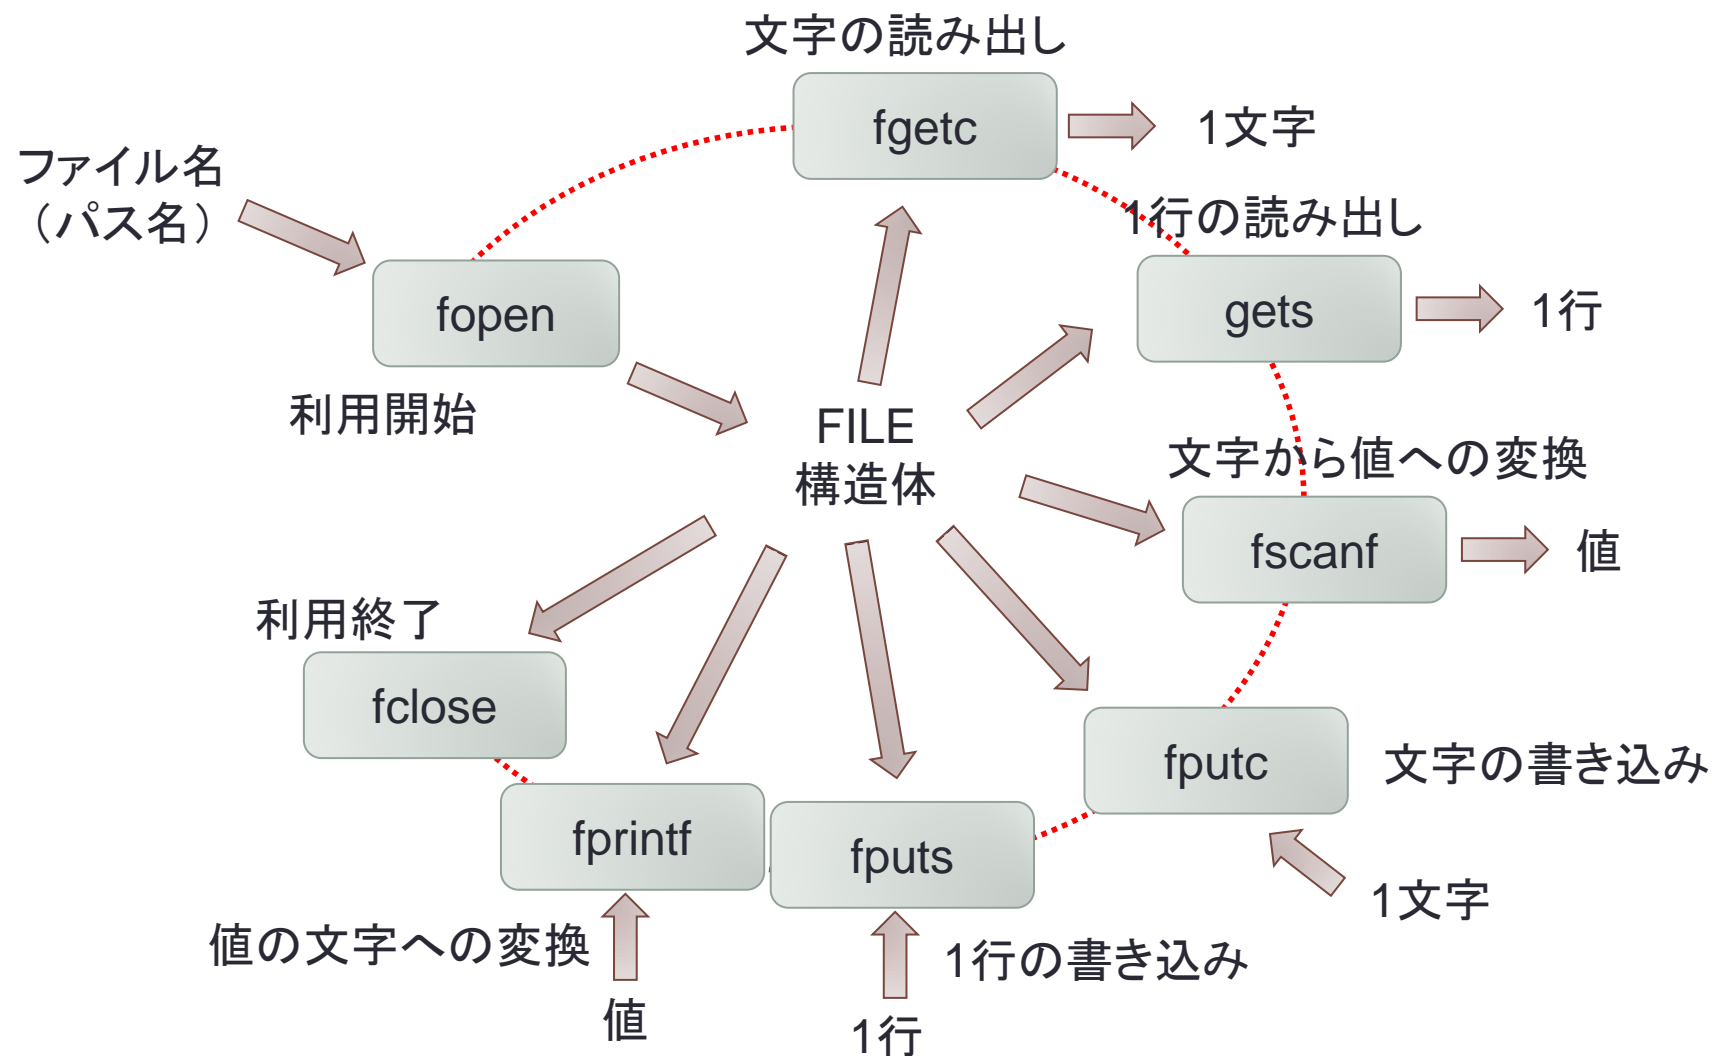 文字の読み出し
fgetc
1文字
ファイル名
（パス名）
1行の読み出し
fopen
gets
1行
利用開始
FILE
構造体
文字から値への変換
fscanf
値
利用終了
fclose
fputc
文字の書き込み
fprintf
fputs
1文字
値の文字への変換
1行の書き込み
値
1行